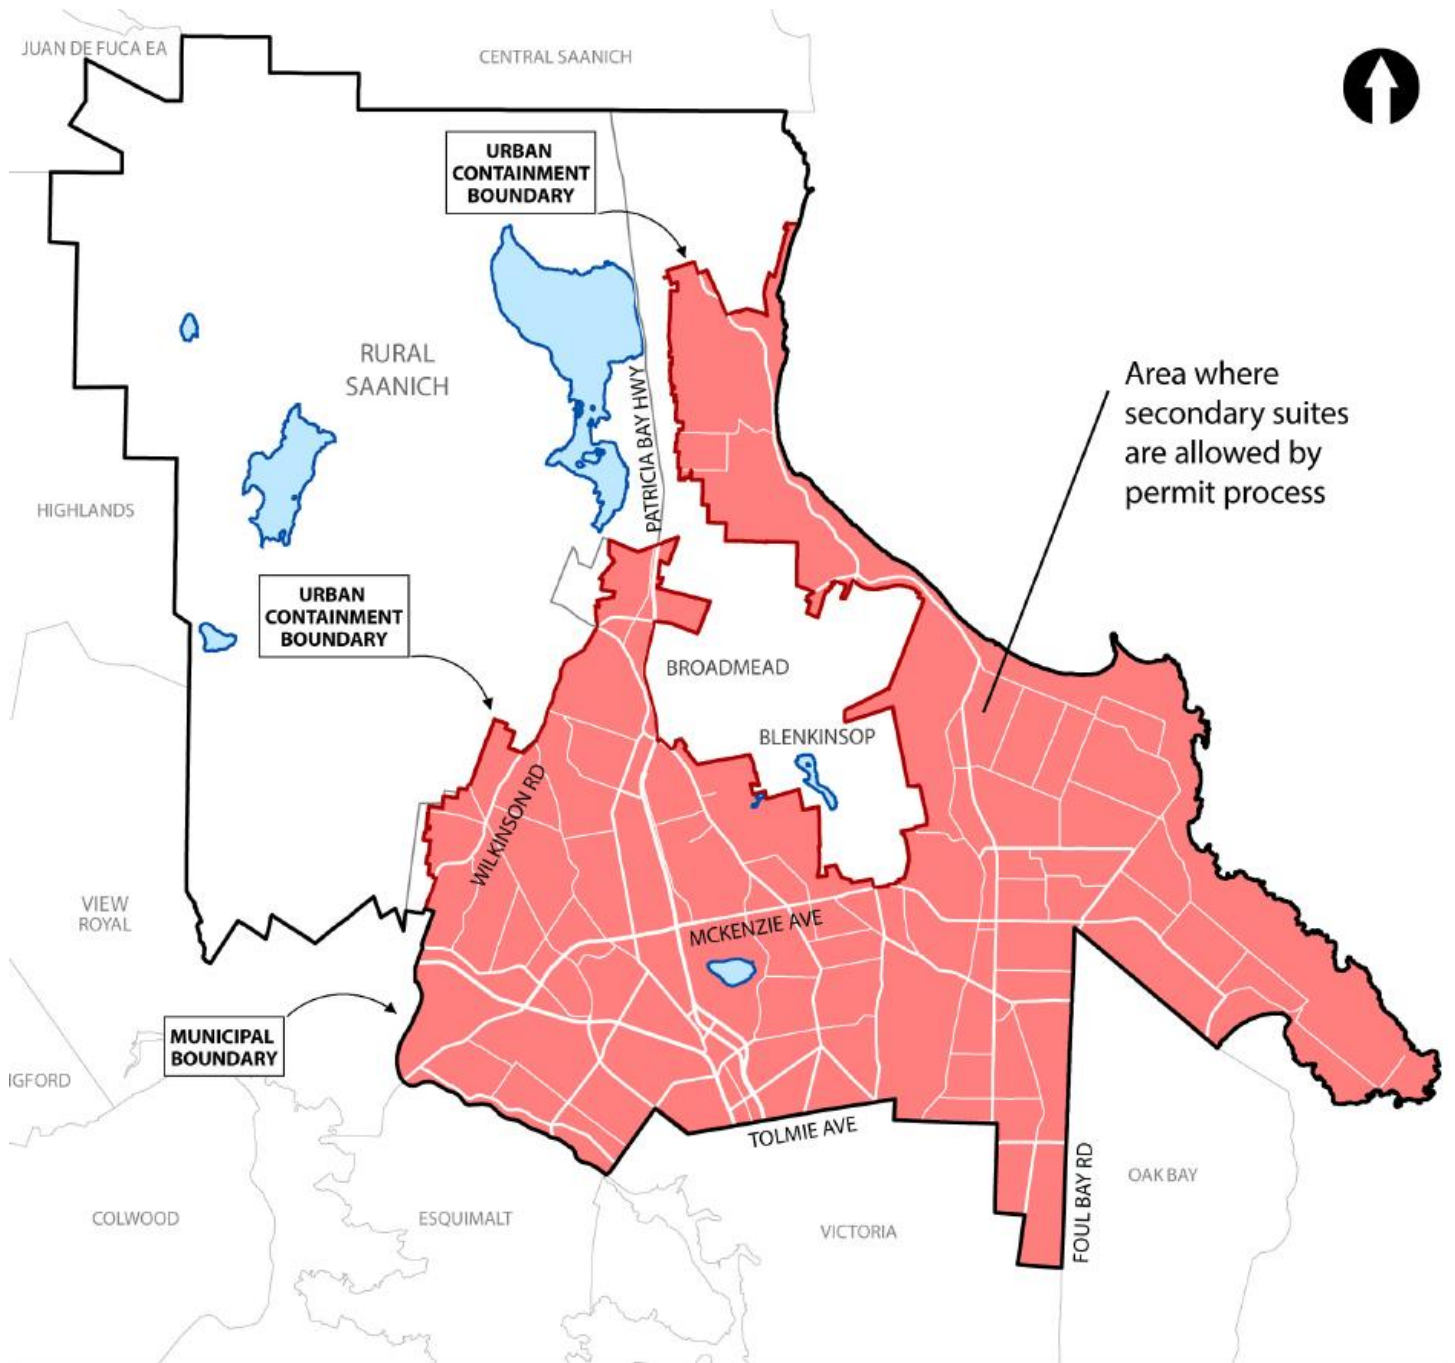 JUAN DE FUCA EA
CENTRAL SAANICH
URBAN
CONTAINMENT
BOUNDARY
RURAL
SAANICH
PATRICIA BAY HWY
Area where
secondary suites
are allowed by
permit process
HIGHLANDS
URBAN
CONTAINMENT
BOUNDARY
BROADMEAD
BLENKINSOP
WILKINSON RD
VIEW
ROYAL
MCKENZIE AVE
MUNICIPAL
BOUNDARY
IGFORD
TOLMIE AVE
FOUL BAY RD
OAK BAY
COLWOOD
ESQUIMALT
VICTORIA